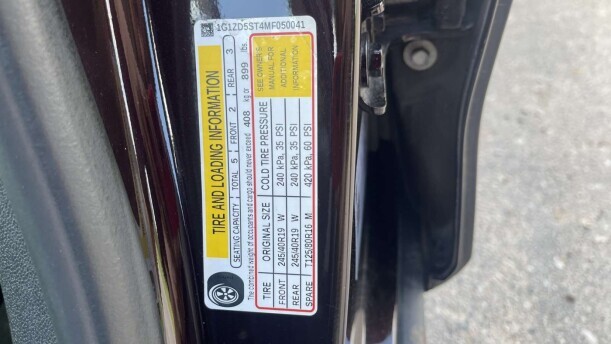 1G1ZD5ST4MF050041
TIRE AND LOADING INFORMATION
SEATING CAPACITY TOTAL 5 FRONT 2 REAR 3
The combined weight of occupants and cargo should never exceed 408 kg or 899 lbs.
TIRE ORIGINAL SIZE COLD TIRE PRESSURE
FRONT 245/40R19 W 240 kPa, 35 PSI
REAR 245/40R19 W 240 kPa, 35 PSI
SPARE T125/80R16 M 420 kPa, 60 PSI
SEE OWNER'S
MANUAL FOR
ADDITIONAL
INFORMATION